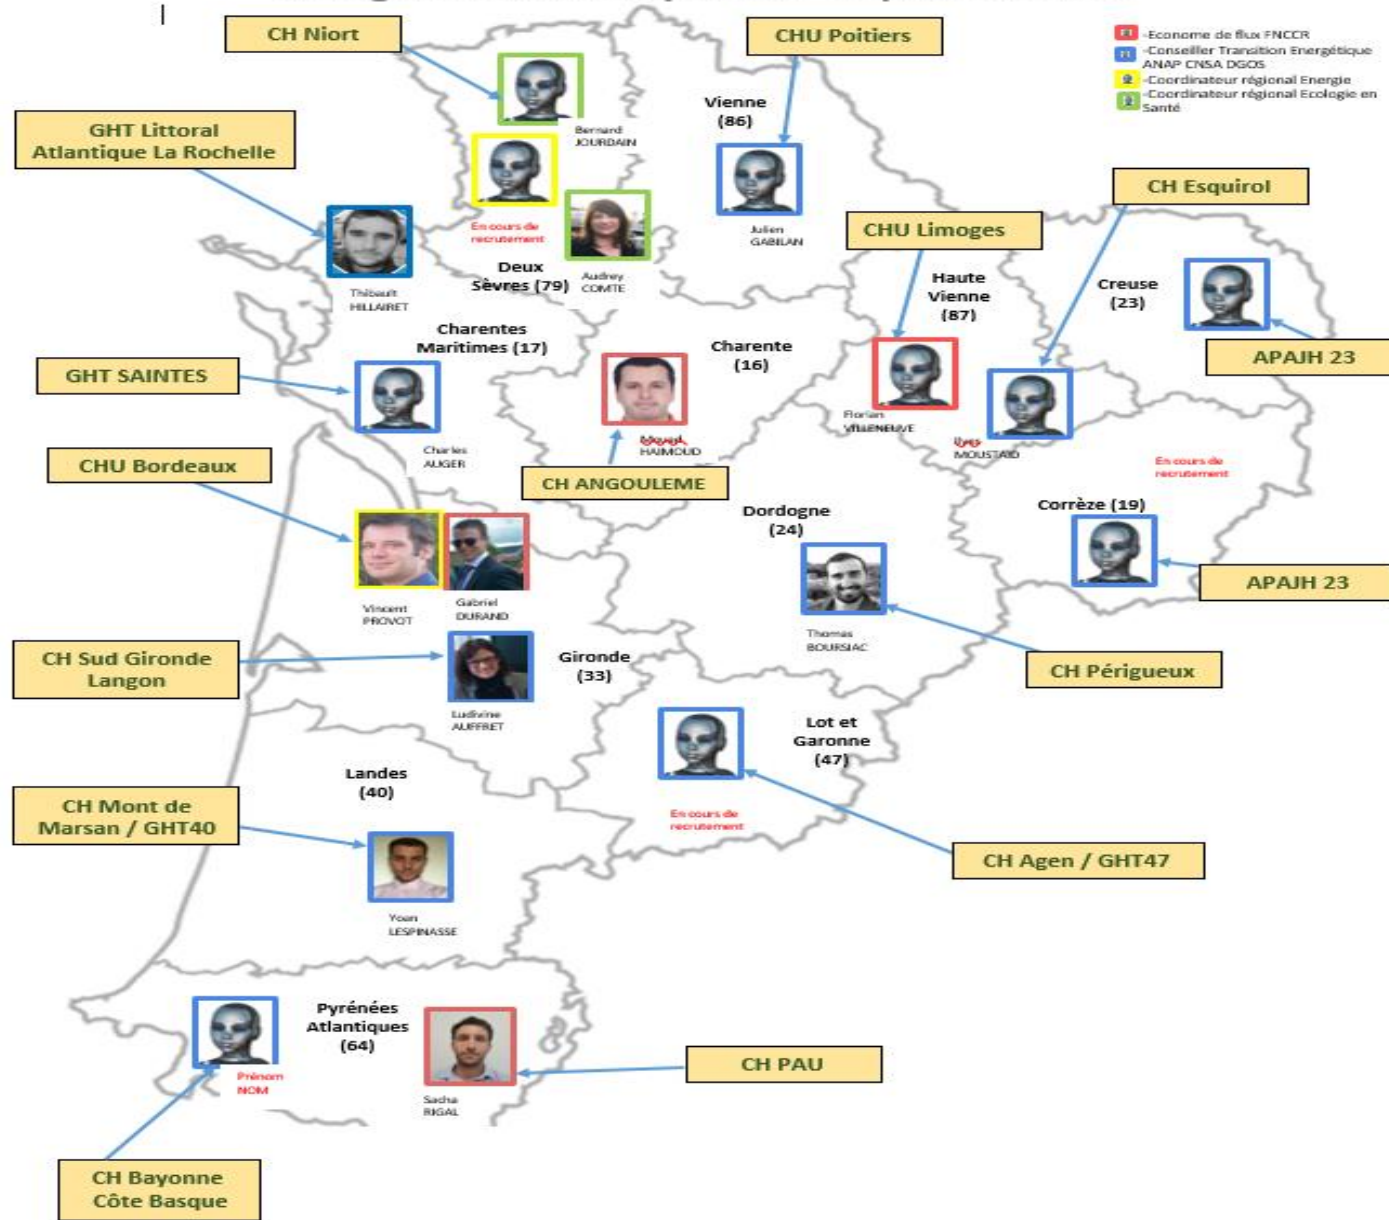 CH Niort
CHU Poitiers
-Econome de flux FNCCR
-Conseiller Transition Energétique
ANAP CNSA DGOS
-Coordinateur régional Energie
-Coordinateur régional Ecologie en
Santé
Vienne
(86)
Bernard
JOURDAIN
GHT Littoral
Atlantique La Rochelle
CH Esquirol
En cours de
recrutement
Julien
GABILAN
CHU Limoges
Deux
Sèvres (79)
Audrey
COMTE
Haute
Vienne
(87)
Creuse
(23)
Thibault
HILLAIRET
Charentes
Maritimes (17)
Charente
(16)
APAJH 23
GHT SAINTES
Florian
VILLENEUVE
Charles
AUGER
Mouad
HAIMOUD
MOUSTAID
CHU Bordeaux
CH ANGOULEME
En cours de
recrutement
Dordogne
(24)
Corrèze (19)
APAJH 23
Vincent
PROVOT
Gabriel
DURAND
Thomas
BOURSIAC
CH Sud Gironde
Langon
Gironde
(33)
CH Périgueux
Ludivine
AUFFRET
Lot et
Garonne
(47)
Landes
(40)
CH Mont de
Marsan / GHT40
En cours de
recrutement
CH Agen / GHT47
Yoan
LESPINASSE
Pyrénées
Atlantiques
(64)
CH PAU
Prénom
NOM
Sacha
RIGAL
CH Bayonne
Côte Basque